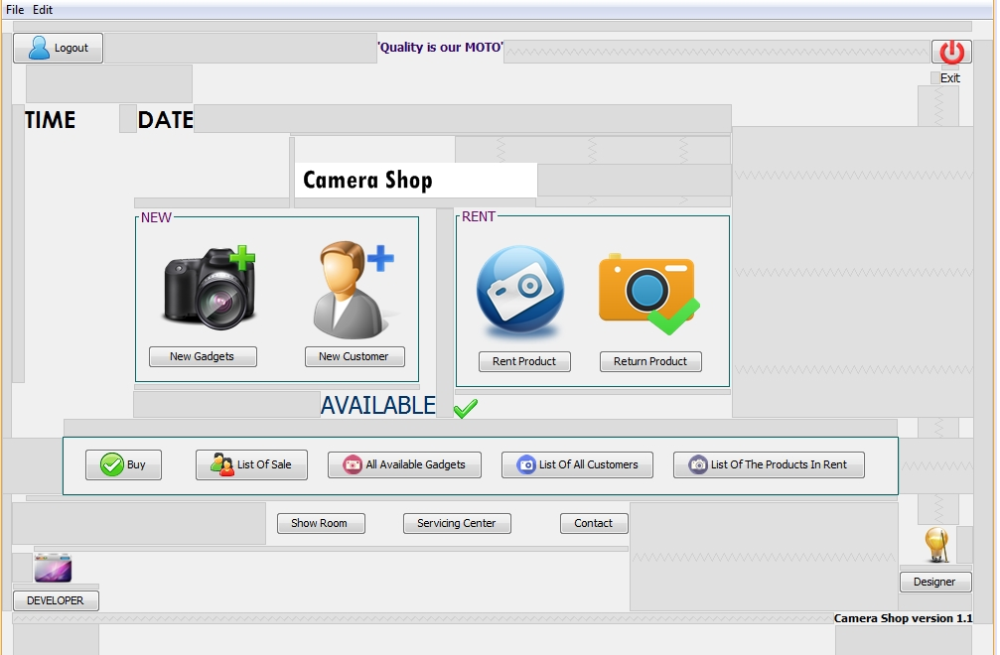 File Edit
Logout
'Quality is our MOTO'
Exit
TIME DATE
Camera Shop
NEW
RENT
New Gadgets
New Customer
Rent Product
Return Product
AVAILABLE
Buy
List Of Sale
All Available Gadgets
List Of All Customers
List Of The Products In Rent
Show Room
Servicing Center
Contact
Designer
DEVELOPER
Camera Shop version 1.1